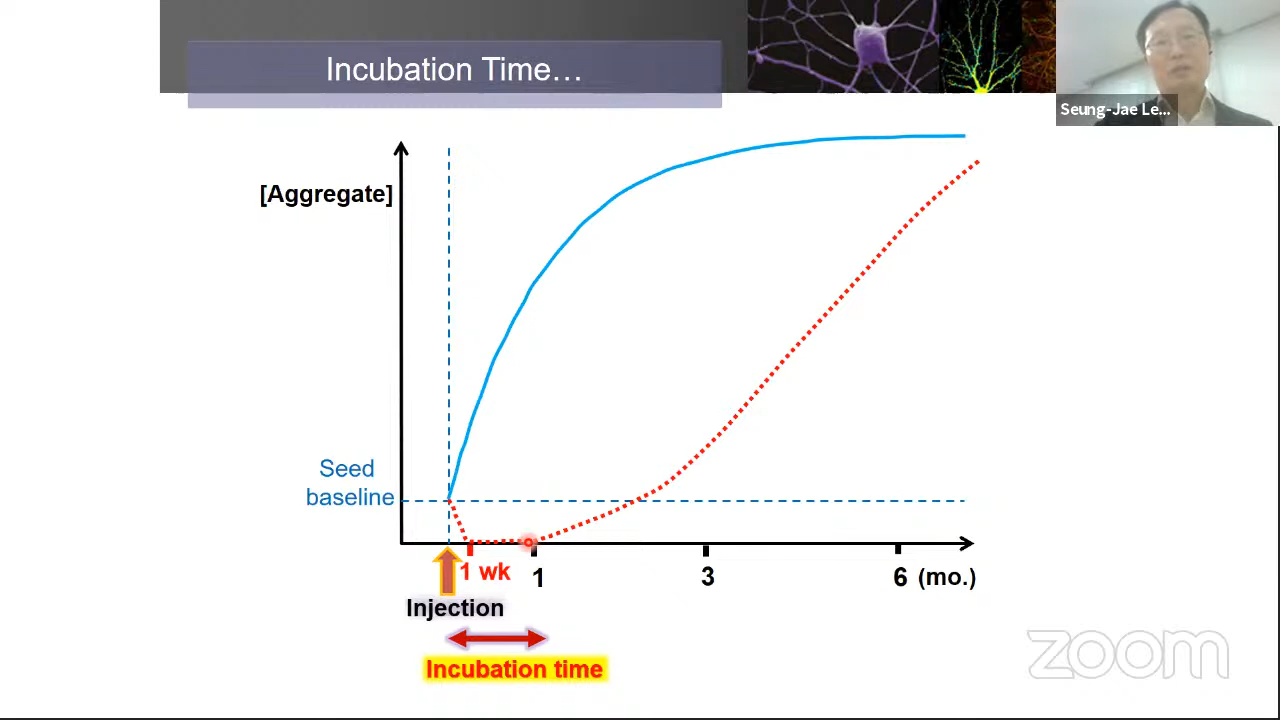 Incubation Time…
Seung-Jae Le...
[Aggregate]
Seed
baseline
1 wk
1
3
6 (mo.)
Injection
Incubation time
zoom